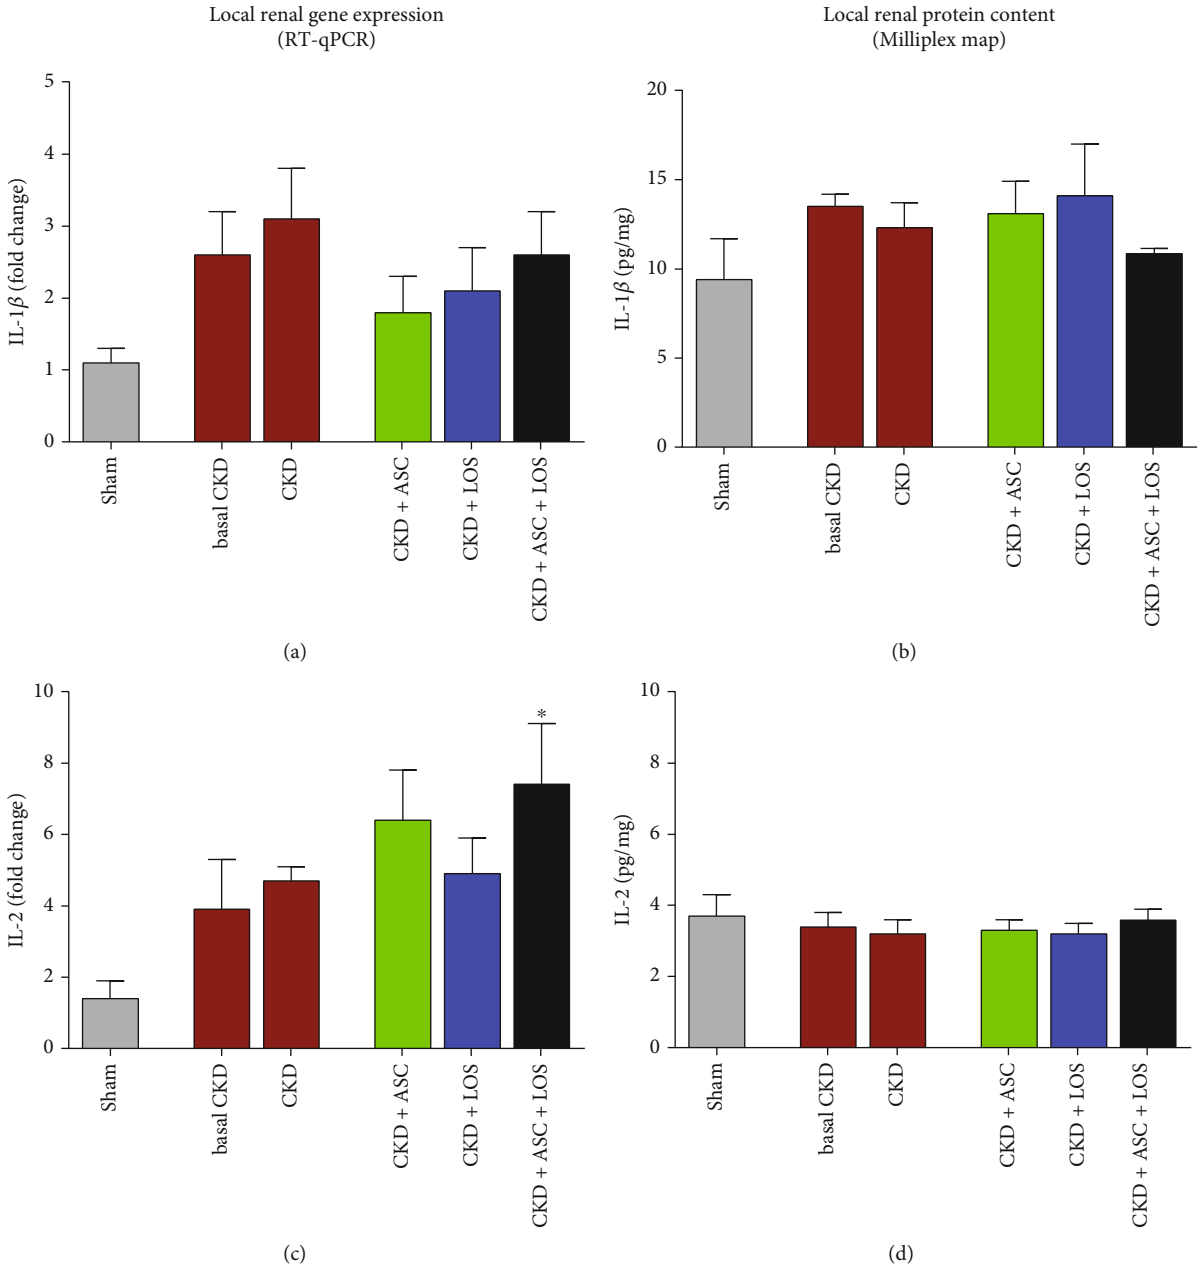 Local renal gene expression
(RT-qPCR)
IL-1β (fold change)
5
4
3
2
1
0
Sham
basal CKD
CKD
CKD + ASC
CKD + LOS
CKD + ASC + LOS
(a)
Local renal protein content
(Milliplex map)
IL-1β (pg/mg)
20
15
10
5
0
Sham
basal CKD
CKD
CKD + ASC
CKD + LOS
CKD + ASC + LOS
(b)
IL-2 (fold change)
10
8
6
4
2
0
*
Sham
basal CKD
CKD
CKD + ASC
CKD + LOS
CKD + ASC + LOS
(c)
IL-2 (pg/mg)
10
8
6
4
2
0
Sham
basal CKD
CKD
CKD + ASC
CKD + LOS
CKD + ASC + LOS
(d)